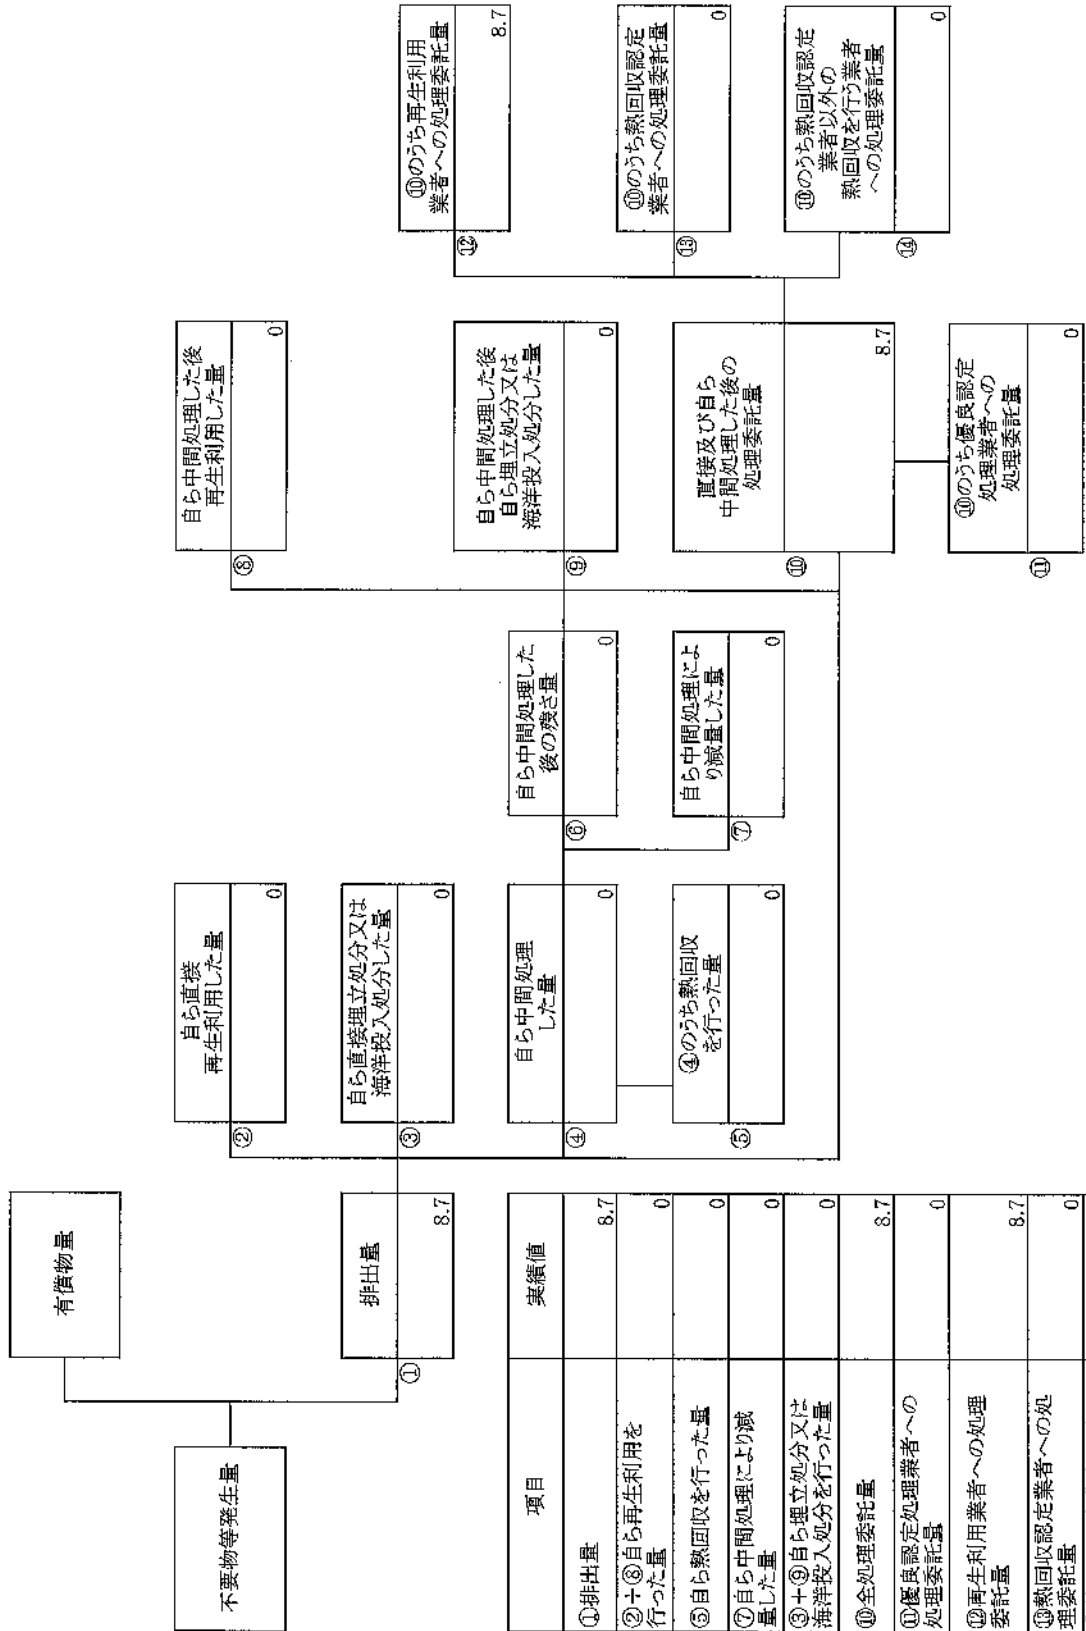 不要物等発生量
有償物量
①
排出量
8.7
②
自ら直接
再生利用した量
0
③
自ら直接埋立処分又は
海洋投入処分した量
0
④
自ら中間処理
した量
0
⑤
④のうち熱回収
を行った量
0
⑥
自ら中間処理した
後の残さ量
0
⑦
自ら中間処理によ
り減量した量
0
⑧
自ら中間処理した後
再生利用した量
0
⑨
自ら中間処理した後
自ら埋立処分又は
海洋投入処分した量
0
⑩
直接及び自ら
中間処理した後の
処理委託量
8.7
⑪
⑩のうち優良認定
処理業者への
処理委託量
0
⑫
⑩のうち再生利用
業者への処理委託量
8.7
⑬
⑩のうち熱回収認定
業者への処理委託量
0
⑭
⑩のうち熱回収認定
業者以外の
熱回収を行う業者
への処理委託量
0
項目 実績値
①排出量 8.7
②+⑧自ら再生利用を
行った量 0
⑤自ら熱回収を行った量 0
⑦自ら中間処理により減
量した量 0
③+⑨自ら埋立処分又は
海洋投入処分を行った量 0
⑩全処理委託量 8.7
⑪優良認定処理業者への
処理委託量 0
⑫再生利用業者への処理
委託量 8.7
⑬熱回収認定業者への処
理委託量 0